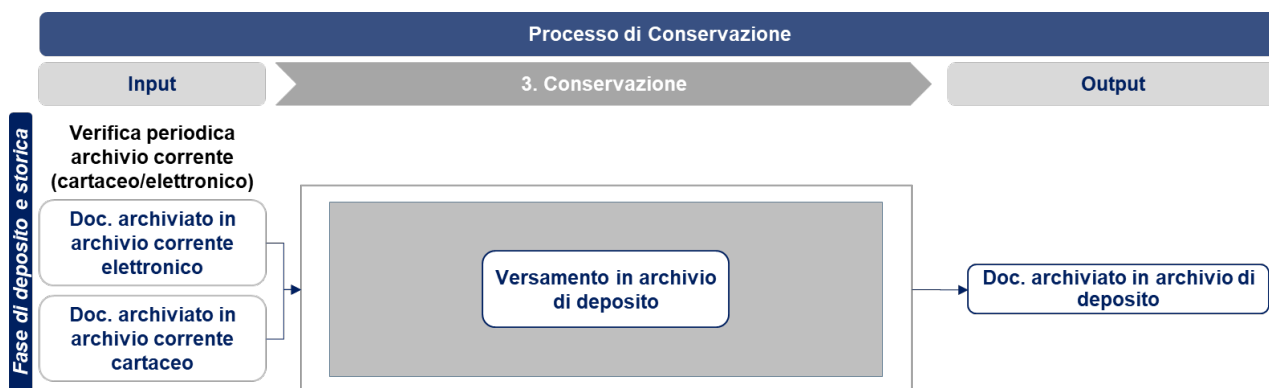 Processo di Conservazione
Input
3. Conservazione
Output
Fase di deposito e storica
Verifica periodica
archivio corrente
(cartaceo/elettronico)
Doc. archiviato in
archivio corrente
elettronico
Doc. archiviato in
archivio corrente
cartaceo
Versamento in archivio
di deposito
Doc. archiviato in archivio di
deposito